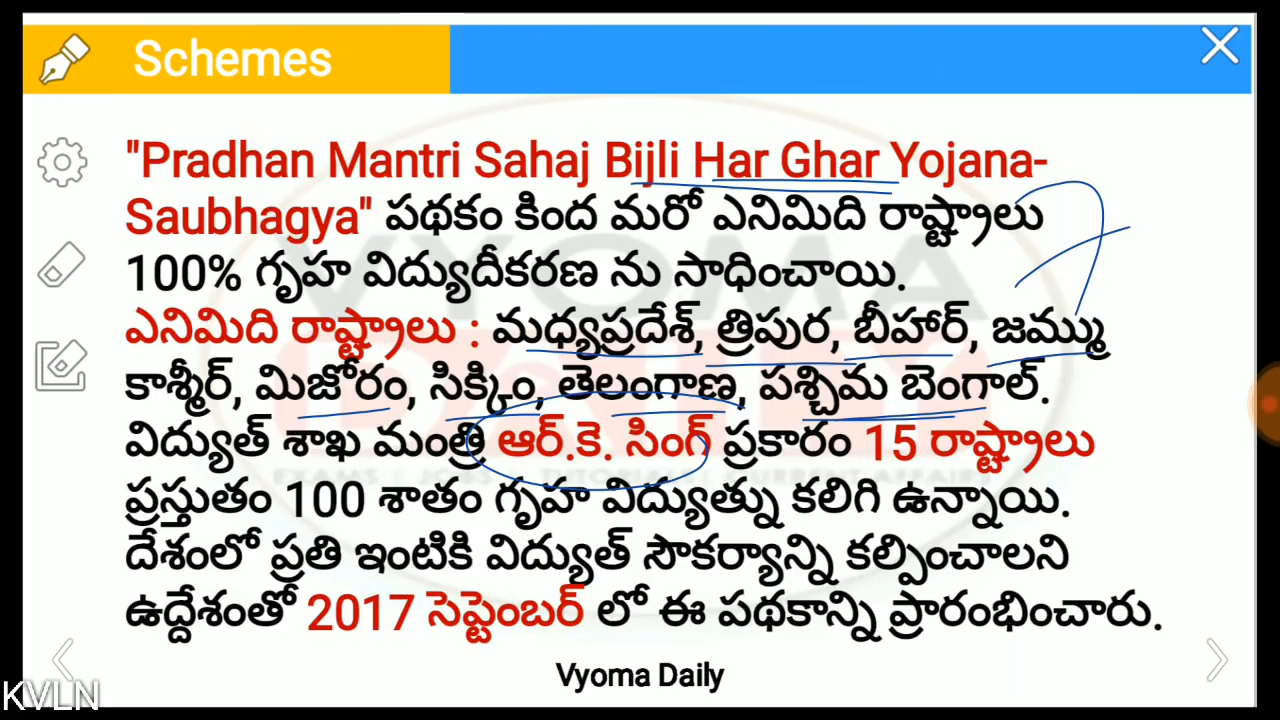 Schemes
"Pradhan Mantri Sahaj Bijli Har Ghar Yojana-
Saubhagya" పథకం కింద మరో ఎనిమిది రాష్ట్రాలు
100% గృహ విద్యుదీకరణ ను సాధించాయి.
ఎనిమిది రాష్ట్రాలు : మధ్యప్రదేశ్, త్రిపుర, బీహార్, జమ్ము
కాశ్మీర్, మిజోరం, సిక్కిం, తెలంగాణ, పశ్చిమ బెంగాల్.
విద్యుత్ శాఖ మంత్రి ఆర్.కె. సింగ్ ప్రకారం 15 రాష్ట్రాలు
ప్రస్తుతం 100 శాతం గృహ విద్యుత్ను కలిగి ఉన్నాయి.
దేశంలో ప్రతి ఇంటికి విద్యుత్ సౌకర్యాన్ని కల్పించాలని
ఉద్దేశంతో 2017 సెప్టెంబర్ లో ఈ పథకాన్ని ప్రారంభించారు.
Vyoma Daily
KVLN